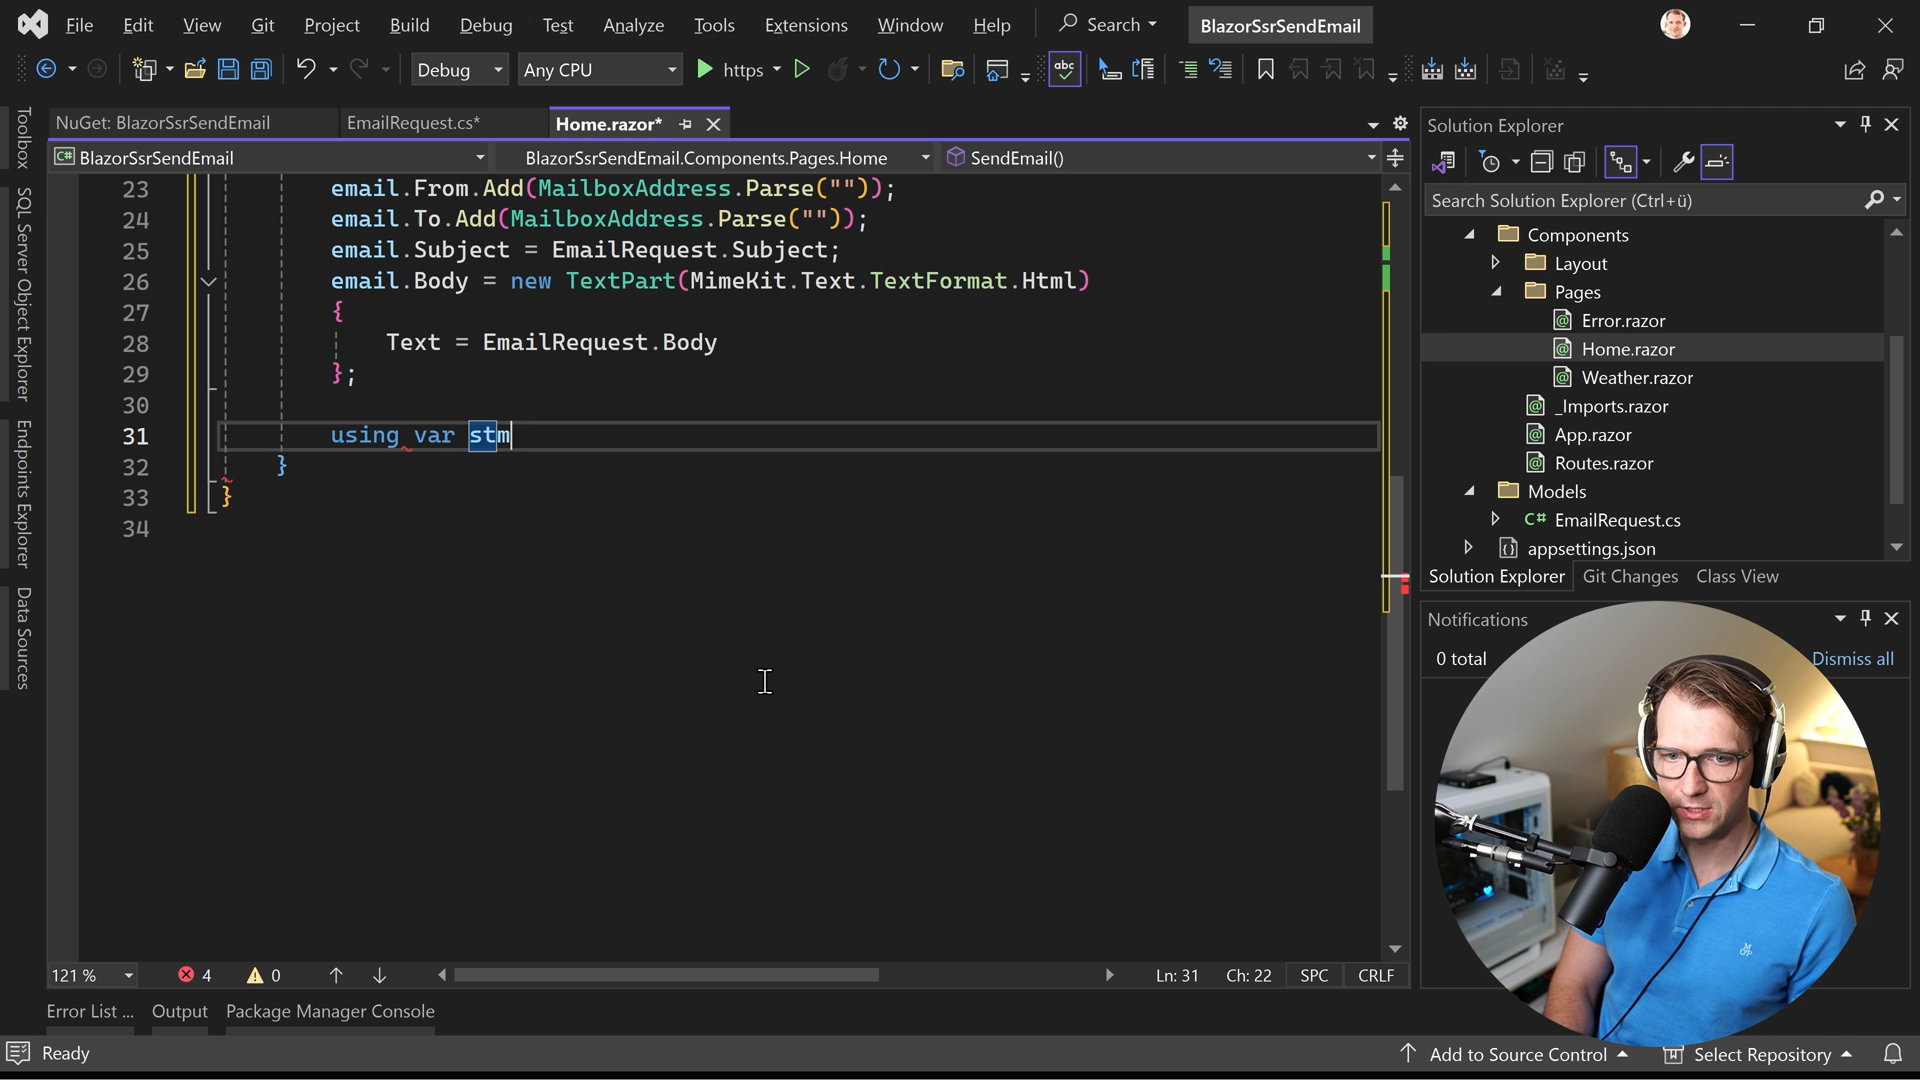 File Edit View Git Project Build Debug Test Analyze Tools Extensions Window Help Search BlazorSsrSendEmail
Debug Any CPU https abc
NuGet: BlazorSsrSendEmail EmailRequest.cs* Home.razor*
C# BlazorSsrSendEmail BlazorSsrSendEmail.Components.Pages.Home SendEmail()
23 email.From.Add(MailboxAddress.Parse(""));
24 email.To.Add(MailboxAddress.Parse(""));
25 email.Subject = EmailRequest.Subject;
26 email.Body = new TextPart(MimeKit.Text.TextFormat.Html)
27 {
28 Text = EmailRequest.Body
29 };
30
31 using var stm
32 }
33 }
34
121 % 4 0 Ln: 31 Ch: 22 SPC CRLF
Error List ... Output Package Manager Console
Ready Add to Source Control Select Repository
Toolbox
SQL Server Object Explorer
Endpoints Explorer
Data Sources
Solution Explorer
Search Solution Explorer (Ctrl+ü)
Components
Layout
Pages
Error.razor
Home.razor
Weather.razor
_Imports.razor
App.razor
Routes.razor
Models
C# EmailRequest.cs
appsettings.json
Solution Explorer Git Changes Class View
Notifications
0 total Dismiss all